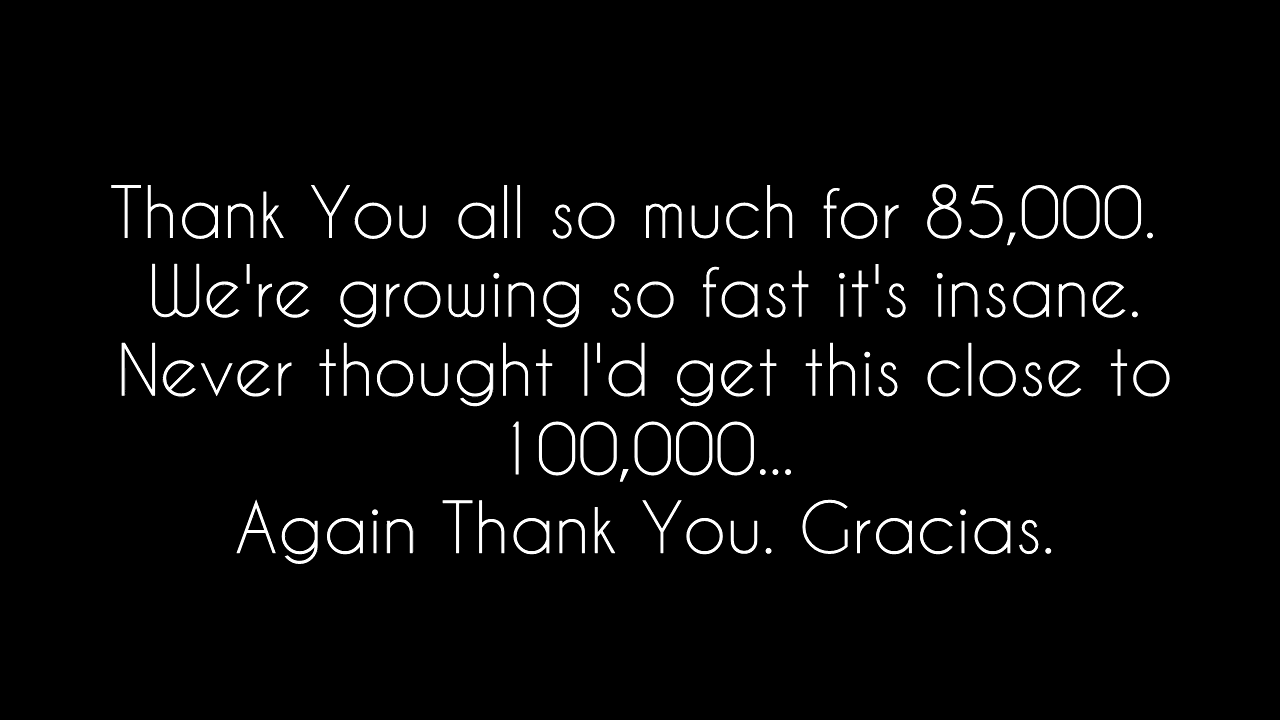 Thank You all so much for 85,000.
We're growing so fast it's insane.
Never thought I'd get this close to
100,000...
Again Thank You. Gracias.